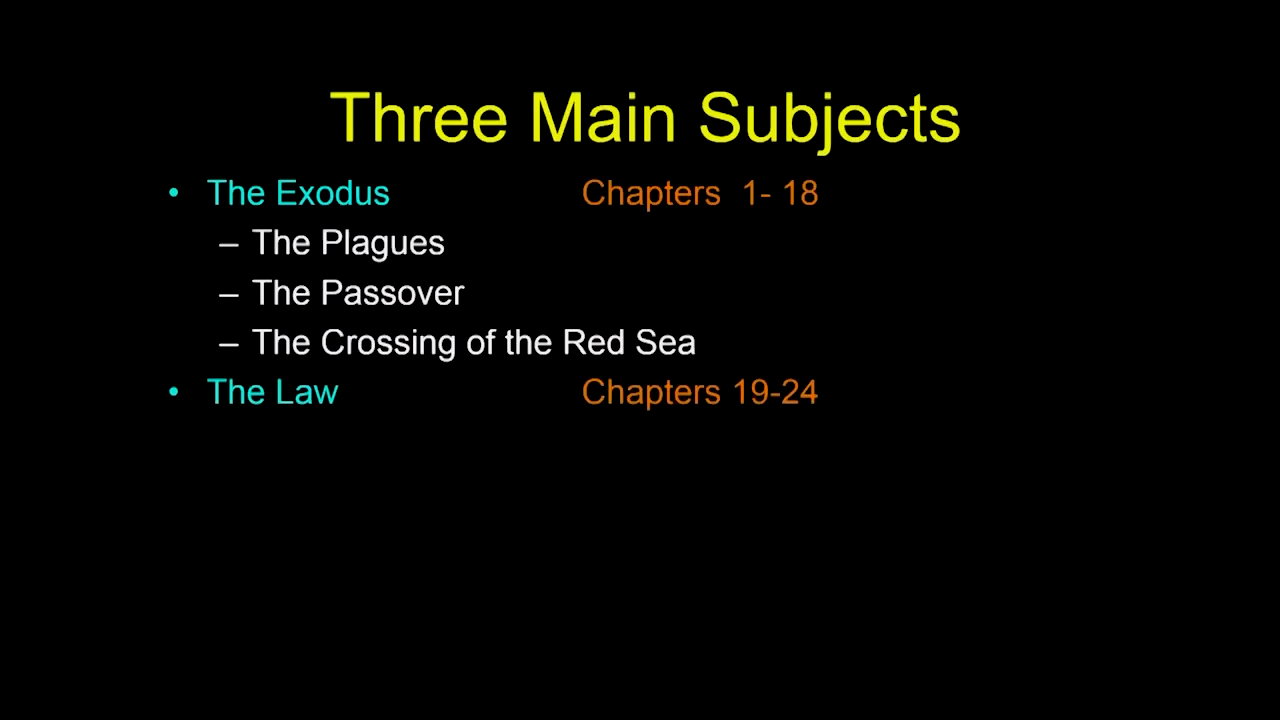 Three Main Subjects
• The Exodus Chapters 1- 18
– The Plagues
– The Passover
– The Crossing of the Red Sea
• The Law Chapters 19-24